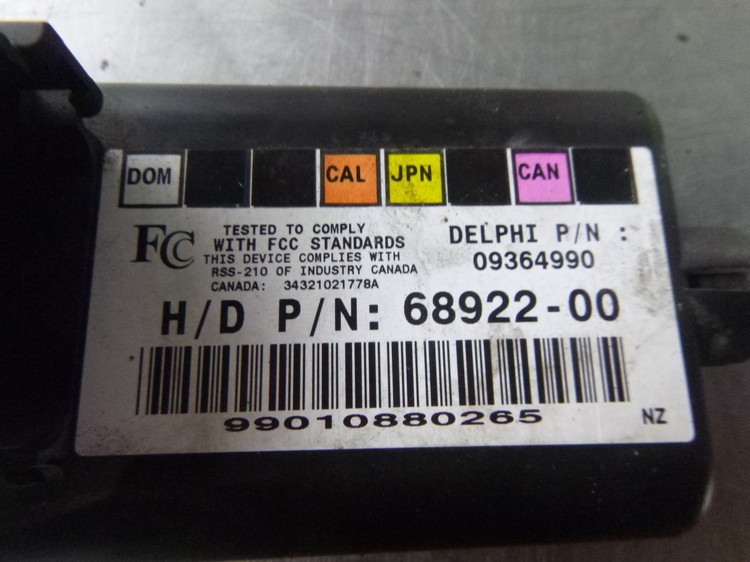 DOM CAL JPN CAN
FCC TESTED TO COMPLY
WITH FCC STANDARDS
THIS DEVICE COMPLIES WITH
RSS-210 OF INDUSTRY CANADA
CANADA: 34321021778A
DELPHI P/N :
09364990
H/D P/N: 68922-00
99010880265
NZ